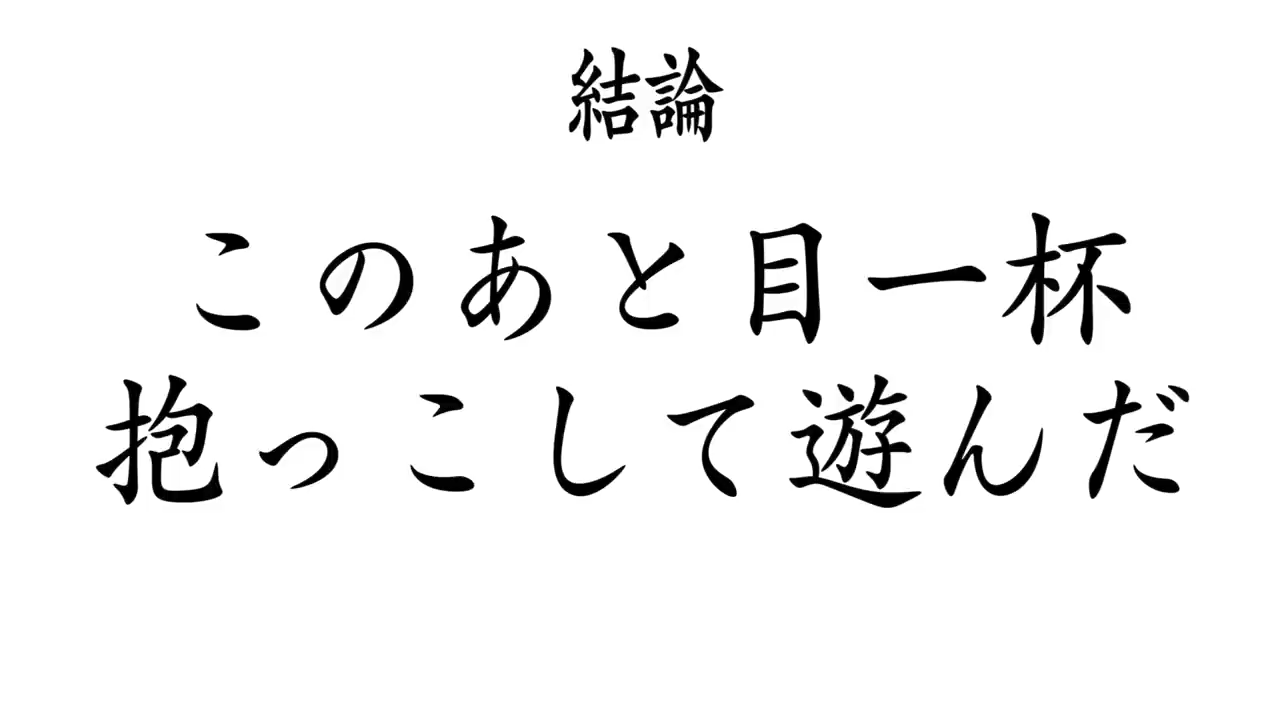 結論
このあと目一杯
抱っこして遊んだ